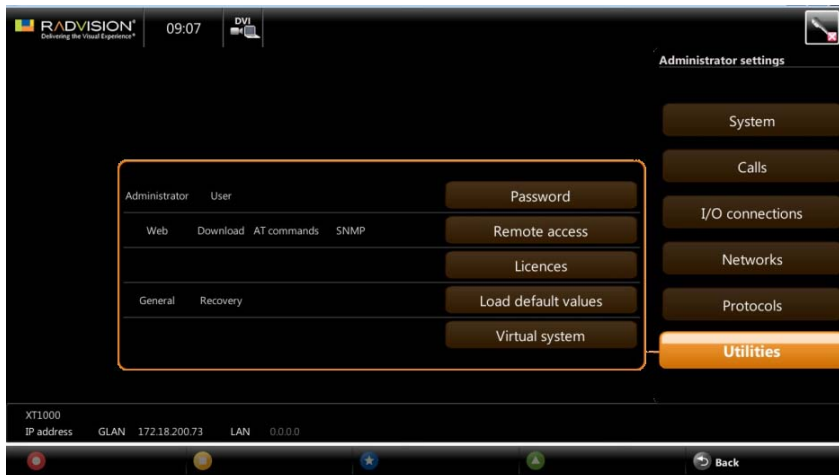 RADVISION® 09:07 DVI
Delivering the Visual Experience®
Administrator settings
System
Calls
I/O connections
Networks
Protocols
Utilities
Administrator User Password
Web Download AT commands SNMP Remote access
Licences
General Recovery Load default values
Virtual system
XT1000
IP address GLAN 172.18.200.73 LAN 0.0.0.0
Back